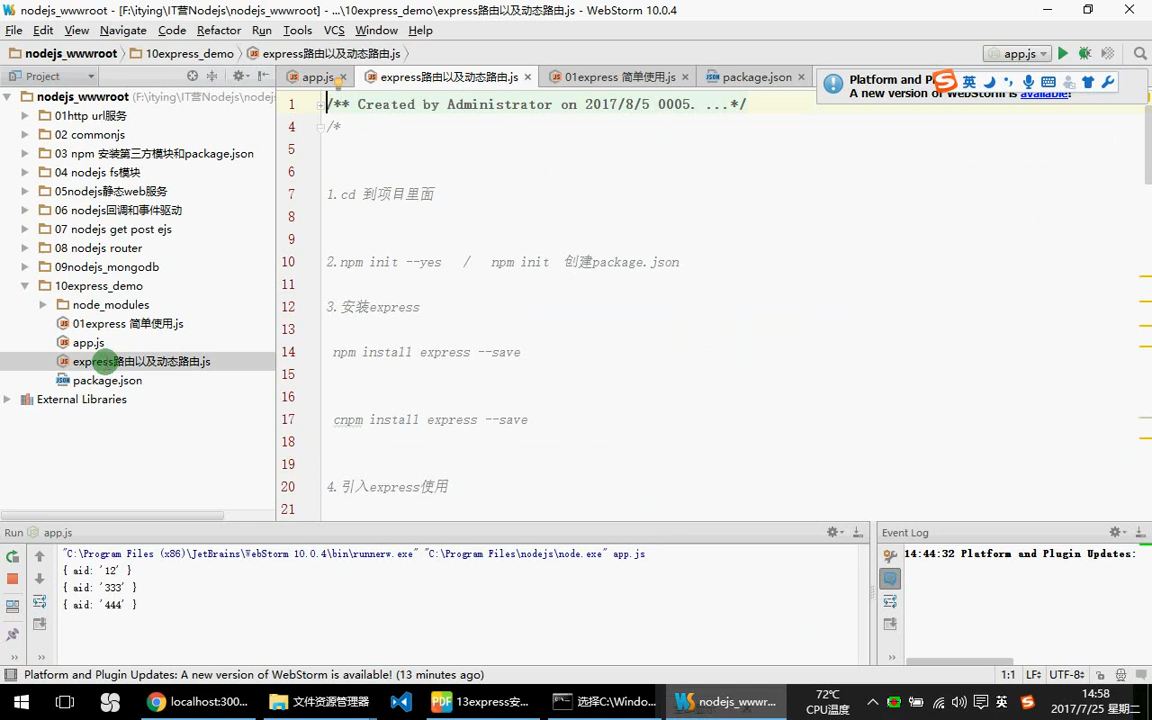 nodejs_wwwroot - [F:\itying\IT营Nodejs\nodejs_wwwroot] - ...\10express_demo\express路由以及动态路由.js - WebStorm 10.0.4
File Edit View Navigate Code Refactor Run Tools VCS Window Help
nodejs_wwwroot 10express_demo express路由以及动态路由.js app.js
Project app.js express路由以及动态路由.js 01express 简单使用.js package.json
Platform and P
A new version of WebStorm is available!
英
nodejs_wwwroot (F:\itying\IT营Nodejs\nodejs_
01http url服务
02 commonjs
03 npm 安装第三方模块和package.json
04 nodejs fs模块
05nodejs静态web服务
06 nodejs回调和事件驱动
07 nodejs get post ejs
08 nodejs router
09nodejs_mongodb
10express_demo
node_modules
01express 简单使用.js
app.js
express路由以及动态路由.js
package.json
External Libraries
1 /** Created by Administrator on 2017/8/5 0005. ...*/
4 /*
5
6
7 1.cd 到项目里面
8
9
10 2.npm init --yes / npm init 创建package.json
11
12 3.安装express
13
14 npm install express --save
15
16
17 cnpm install express --save
18
19
20 4.引入express使用
21
Run app.js
"C:\Program Files (x86)\JetBrains\WebStorm 10.0.4\bin\runnerw.exe" "C:\Program Files\nodejs\node.exe" app.js
{ aid: '12' }
{ aid: '333' }
{ aid: '444' }
Event Log
14:44:32 Platform and Plugin Updates:
Platform and Plugin Updates: A new version of WebStorm is available! (13 minutes ago) 1:1 LF UTF-8
localhost:300... 文件资源管理器 13express安... 选择C:\Windo... nodejs_wwwr... 72℃ CPU温度 英 14:58 2017/7/25 星期二